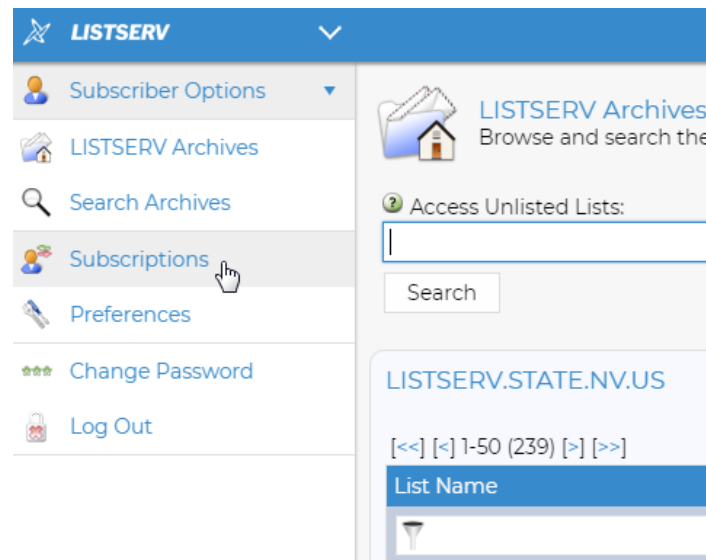 LISTSERV
Subscriber Options
LISTSERV Archives
Search Archives
Subscriptions
Preferences
Change Password
Log Out
LISTSERV Archives
Browse and search the
Access Unlisted Lists:
Search
LISTSERV.STATE.NV.US
[<<] [<] 1-50 (239) [>] [>>]
List Name